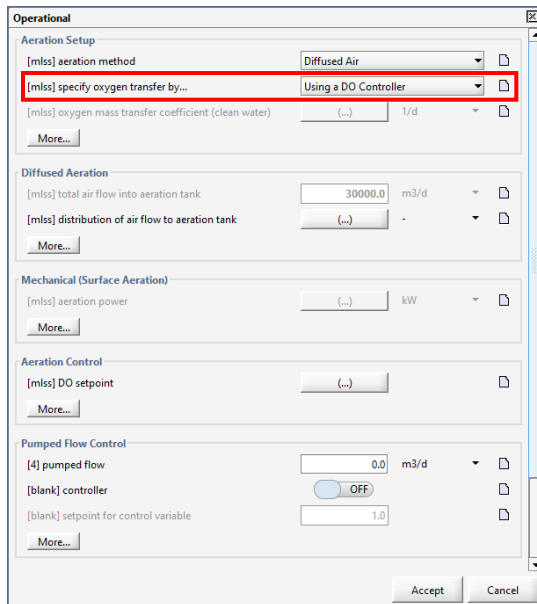 Operational
Aeration Setup
[mlss] aeration method Diffused Air
[mlss] specify oxygen transfer by... Using a DO Controller
[mlss] oxygen mass transfer coefficient (clean water) (...) 1/d
More...
Diffused Aeration
[mlss] total air flow into aeration tank 30000.0 m3/d
[mlss] distribution of air flow to aeration tank (...) -
More...
Mechanical (Surface Aeration)
[mlss] aeration power (...) kW
More...
Aeration Control
[mlss] DO setpoint (...)
More...
Pumped Flow Control
[4] pumped flow 0.0 m3/d
[blank] controller OFF
[blank] setpoint for control variable 1.0
More...
Accept Cancel